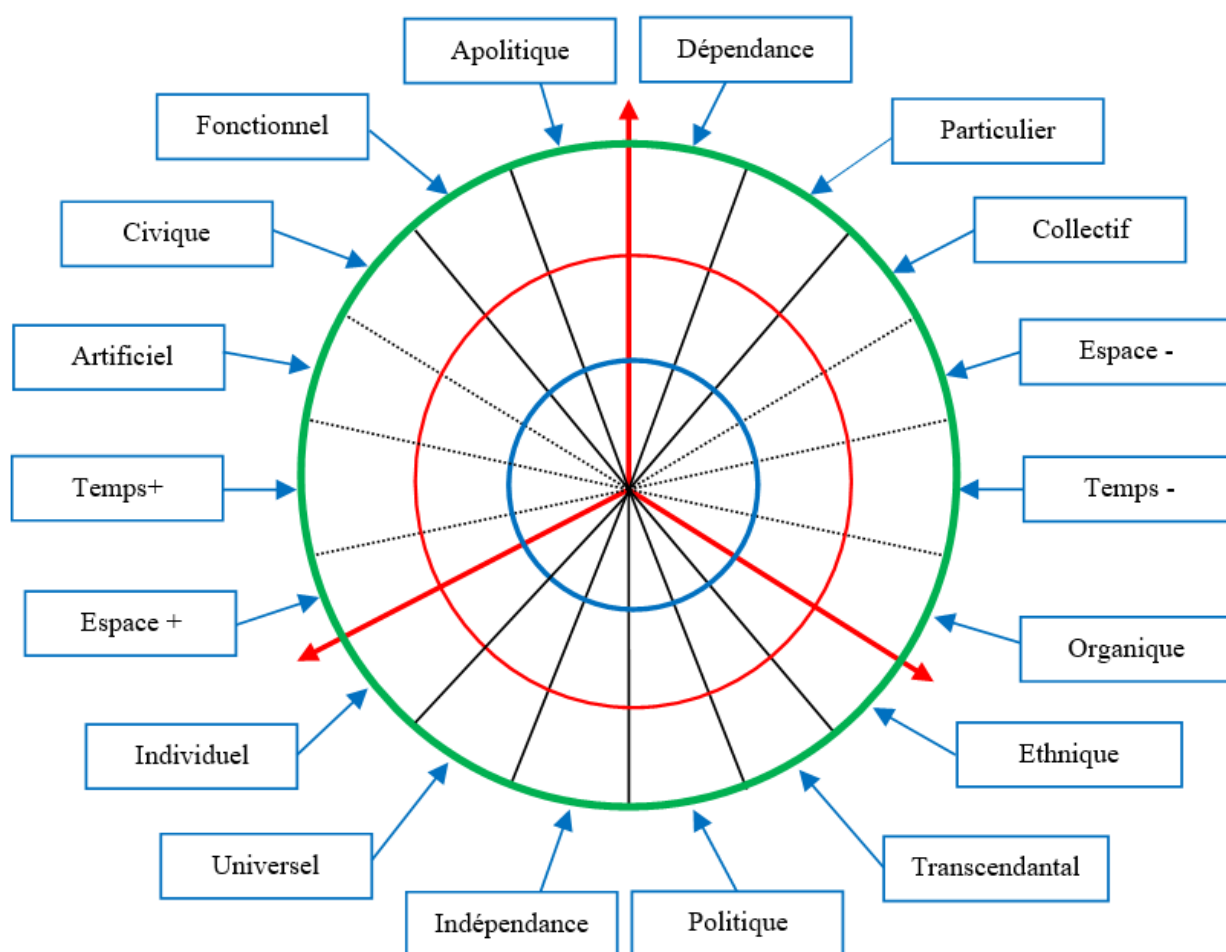 Apolitique
Dépendance
Fonctionnel
Particulier
Civique
Collectif
Artificiel
Espace -
Temps+
Temps -
Espace +
Organique
Individuel
Ethnique
Universel
Transcendantal
Indépendance
Politique